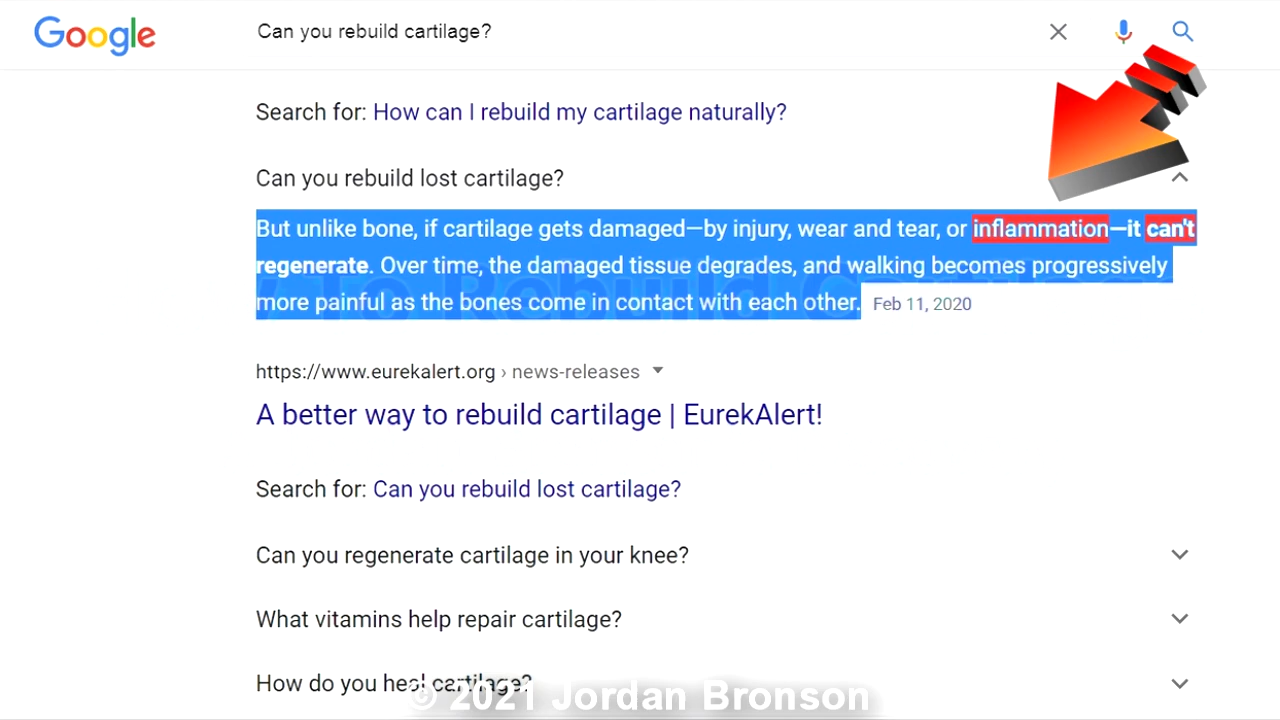 Google Can you rebuild cartilage?
Search for: How can I rebuild my cartilage naturally?
Can you rebuild lost cartilage?
But unlike bone, if cartilage gets damaged—by injury, wear and tear, or inflammation—it can't
regenerate. Over time, the damaged tissue degrades, and walking becomes progressively
more painful as the bones come in contact with each other. Feb 11, 2020
https://www.eurekalert.org › news-releases
A better way to rebuild cartilage | EurekAlert!
Search for: Can you rebuild lost cartilage?
Can you regenerate cartilage in your knee?
What vitamins help repair cartilage?
How do you heal cartilage?
© 2021 Jordan Bronson